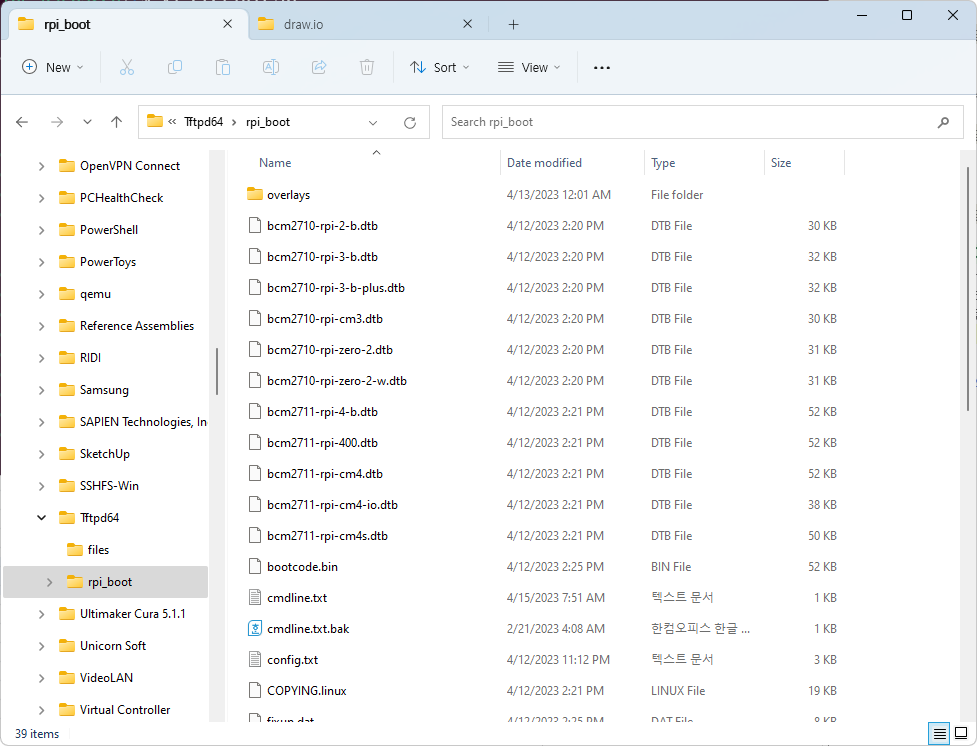 rpi_boot
draw.io
New
Sort
View
Tftpd64
rpi_boot
Search rpi_boot
OpenVPN Connect
PCHealthCheck
PowerShell
PowerToys
qemu
Reference Assemblies
RIDI
Samsung
SAPIEN Technologies, In
SketchUp
SSHFS-Win
Tftpd64
files
rpi_boot
Ultimaker Cura 5.1.1
Unicorn Soft
VideoLAN
Virtual Controller
Name Date modified Type Size
overlays 4/13/2023 12:01 AM File folder
bcm2710-rpi-2-b.dtb 4/12/2023 2:20 PM DTB File 30 KB
bcm2710-rpi-3-b.dtb 4/12/2023 2:20 PM DTB File 32 KB
bcm2710-rpi-3-b-plus.dtb 4/12/2023 2:20 PM DTB File 32 KB
bcm2710-rpi-cm3.dtb 4/12/2023 2:20 PM DTB File 30 KB
bcm2710-rpi-zero-2.dtb 4/12/2023 2:20 PM DTB File 31 KB
bcm2710-rpi-zero-2-w.dtb 4/12/2023 2:20 PM DTB File 31 KB
bcm2711-rpi-4-b.dtb 4/12/2023 2:21 PM DTB File 52 KB
bcm2711-rpi-400.dtb 4/12/2023 2:21 PM DTB File 52 KB
bcm2711-rpi-cm4.dtb 4/12/2023 2:21 PM DTB File 52 KB
bcm2711-rpi-cm4-io.dtb 4/12/2023 2:21 PM DTB File 38 KB
bcm2711-rpi-cm4s.dtb 4/12/2023 2:21 PM DTB File 50 KB
bootcode.bin 4/12/2023 2:25 PM BIN File 52 KB
cmdline.txt 4/15/2023 7:51 AM 텍스트 문서 1 KB
cmdline.txt.bak 2/21/2023 4:08 AM 한컴오피스 한글 ... 1 KB
config.txt 4/12/2023 11:12 PM 텍스트 문서 3 KB
COPYING.linux 4/12/2023 2:21 PM LINUX File 19 KB
fixup.dat 4/12/2023 2:25 PM DAT File 8 KB
39 items